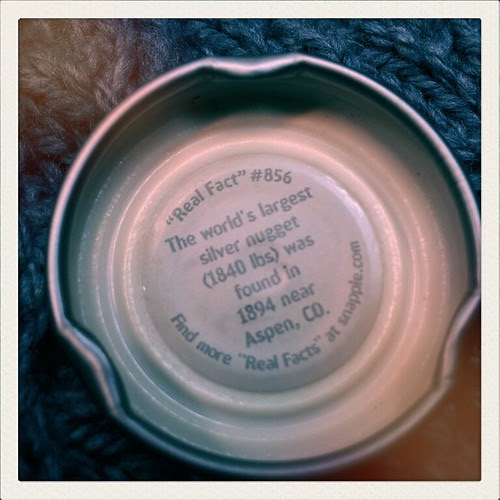 "Real Fact" #856
The world's largest
silver nugget
(1840 lbs) was
found in
1894 near
Aspen, CO.
Find more "Real Facts" at snapple.com